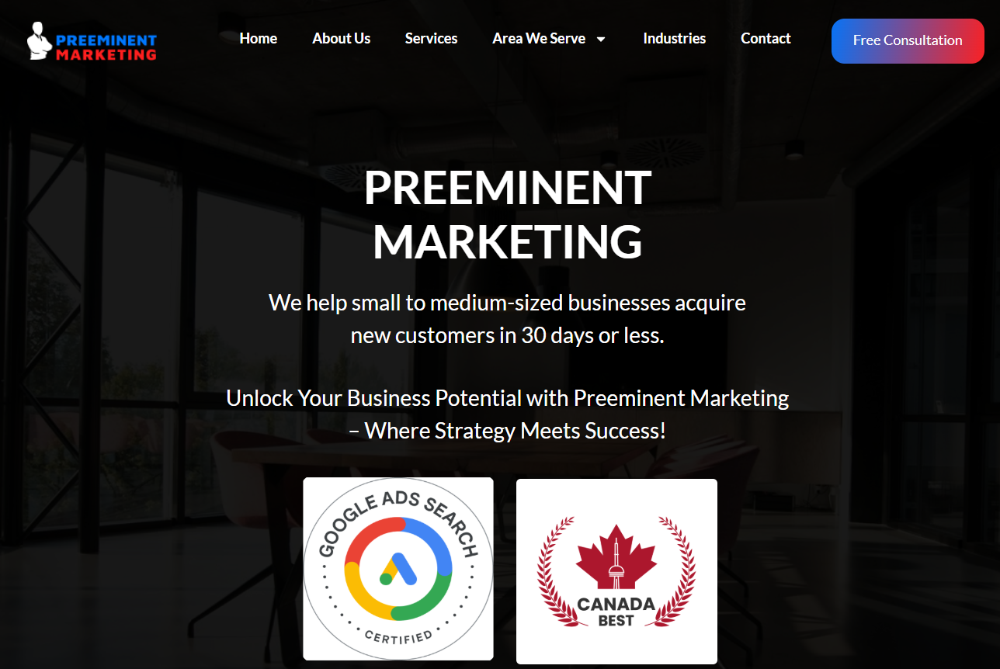 PREEMINENT
MARKETING
Home
About Us
Services
Area We Serve
Industries
Contact
Free Consultation
PREEMINENT
MARKETING
We help small to medium-sized businesses acquire
new customers in 30 days or less.
Unlock Your Business Potential with Preeminent Marketing
– Where Strategy Meets Success!
GOOGLE ADS SEARCH
CERTIFIED
CANADA
BEST